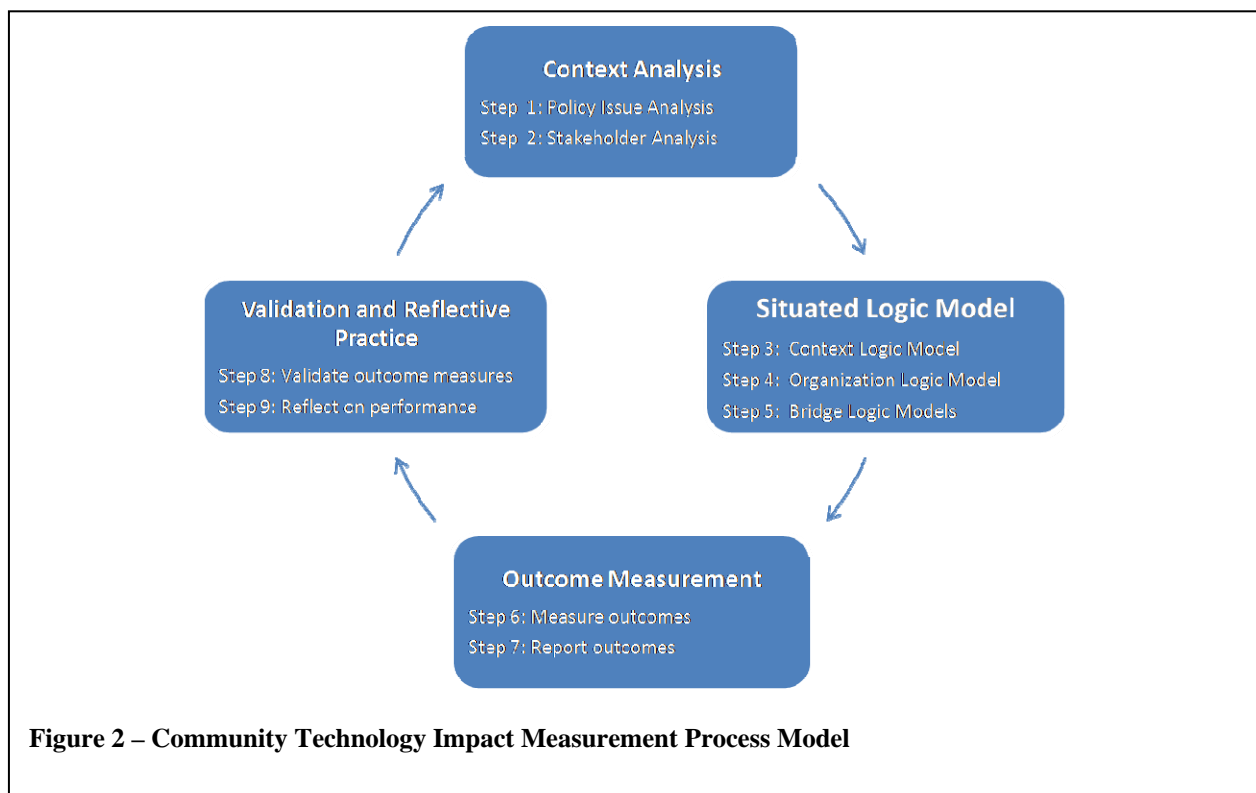 Context Analysis
Step 1: Policy Issue Analysis
Step 2: Stakeholder Analysis
Validation and Reflective
Practice
Step 8: Validate outcome measures
Step 9: Reflect on performance
Situated Logic Model
Step 3: Context Logic Model
Step 4: Organization Logic Model
Step 5: Bridge Logic Models
Outcome Measurement
Step 6: Measure outcomes
Step 7: Report outcomes
Figure 2 – Community Technology Impact Measurement Process Model